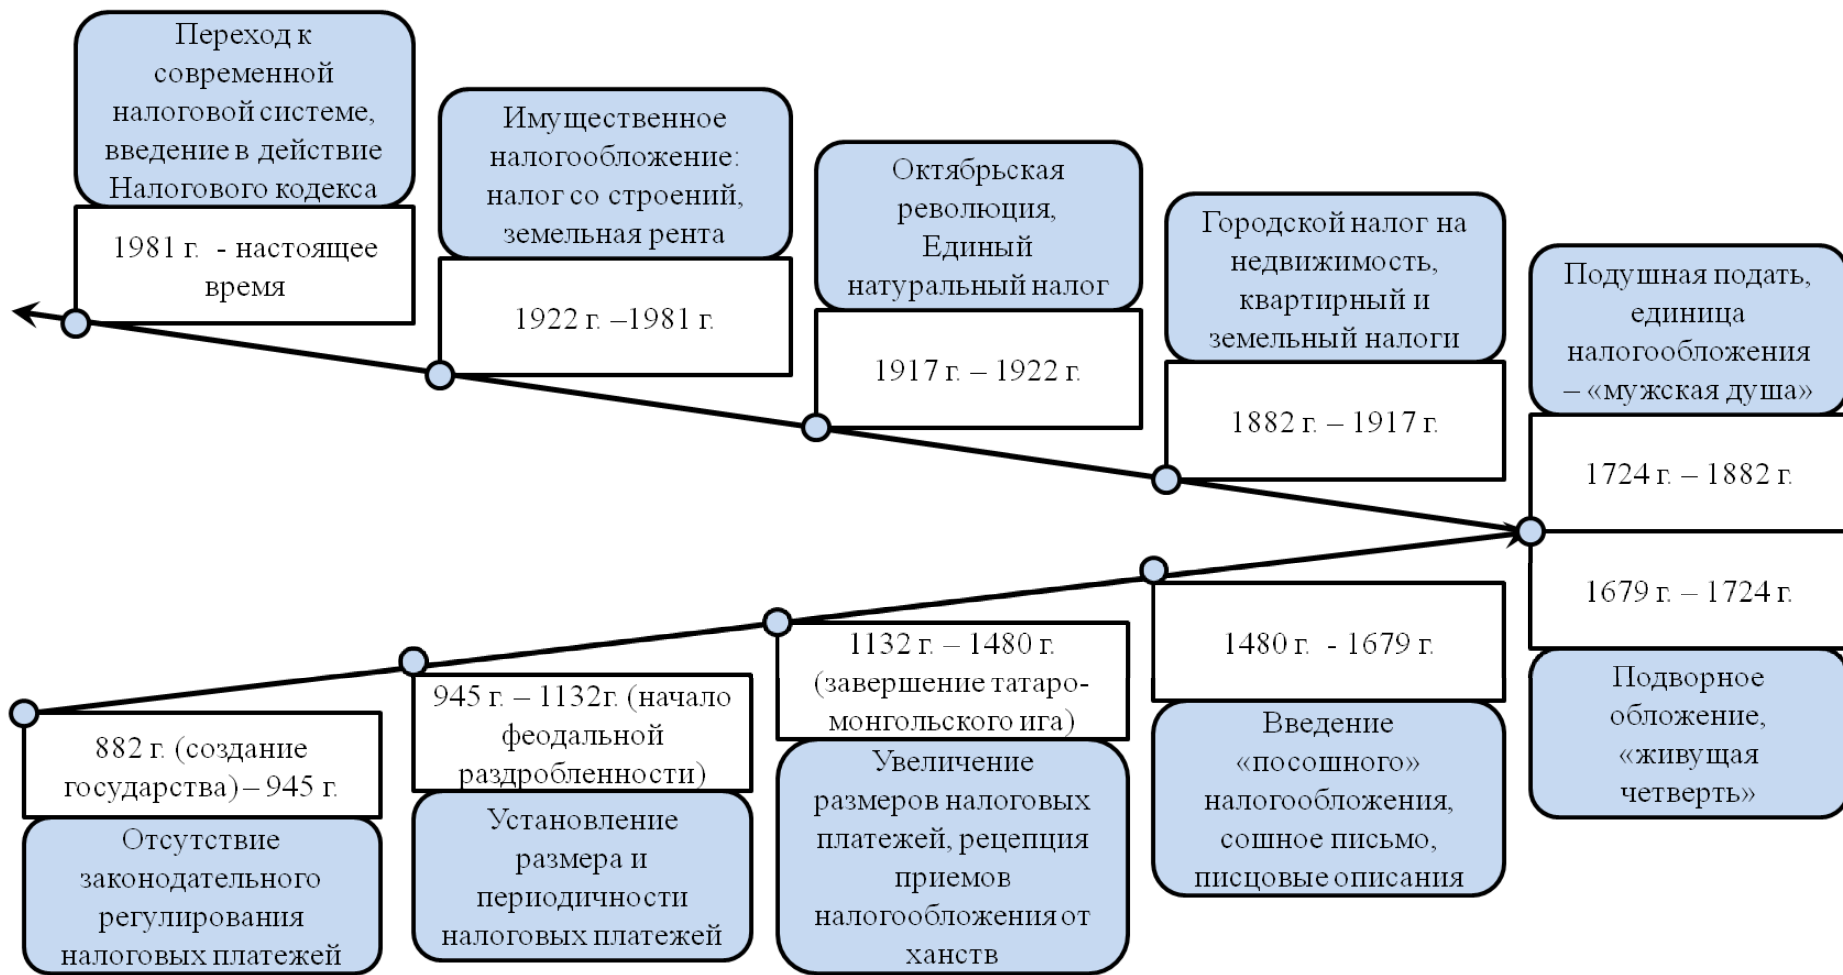 Переход к
современной
налоговой системе,
введение в действие
Налогового кодекса
1981 г. - настоящее
время
Имущественное
налогообложение:
налог со строений,
земельная рента
1922 г. –1981 г.
Октябрьская
революция,
Единый
натуральный налог
1917 г. – 1922 г.
Городской налог на
недвижимость,
квартирный и
земельный налоги
1882 г. – 1917 г.
Подушная подать,
единица
налогообложения
– «мужская душа»
1724 г. – 1882 г.
882 г. (создание
государства) – 945 г.
Отсутствие
законодательного
регулирования
налоговых платежей
945 г. – 1132г. (начало
феодальной
раздробленности)
Установление
размера и
периодичности
налоговых платежей
1132 г. – 1480 г.
(завершение татаро-
монгольского ига)
Увеличение
размеров налоговых
платежей, рецепция
приемов
налогообложения от
ханств
1480 г. - 1679 г.
Введение
«посошного»
налогообложения,
сошное письмо,
писцовые описания
1679 г. – 1724 г.
Подворное
обложение,
«живущая
четверть»